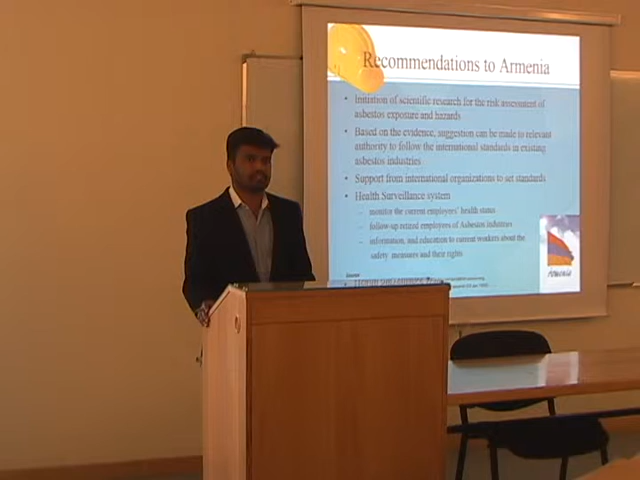 Recommendations to Armenia
• Initiation of scientific research for the risk assessment of
asbestos exposure and hazards
• Based on the evidence, suggestion can be made to relevant
authority to follow the international standards in existing
asbestos industries
• Support from international organizations to set standards
• Health Surveillance system
– monitor the current employers' health status
– follow-up retired employees of Asbestos industries
– information, and education to current workers about the
safety measures and their rights
Armenia
Source